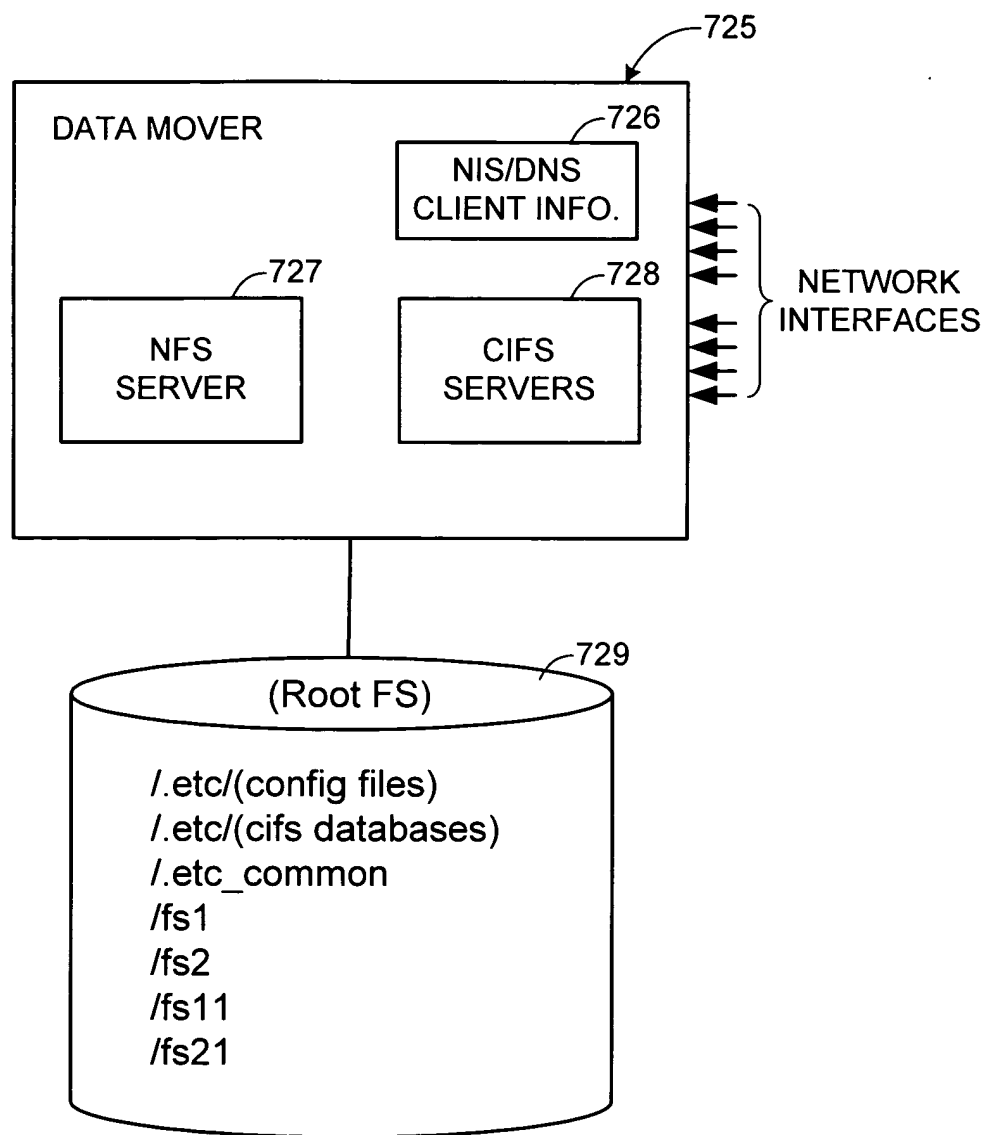 725
DATA MOVER
726
NIS/DNS
CLIENT INFO.
727
728
NETWORK
INTERFACES
NFS
SERVER
CIFS
SERVERS
729
(Root FS)
/.etc/(config files)
/.etc/(cifs databases)
/.etc_common
/fs1
/fs2
/fs11
/fs21